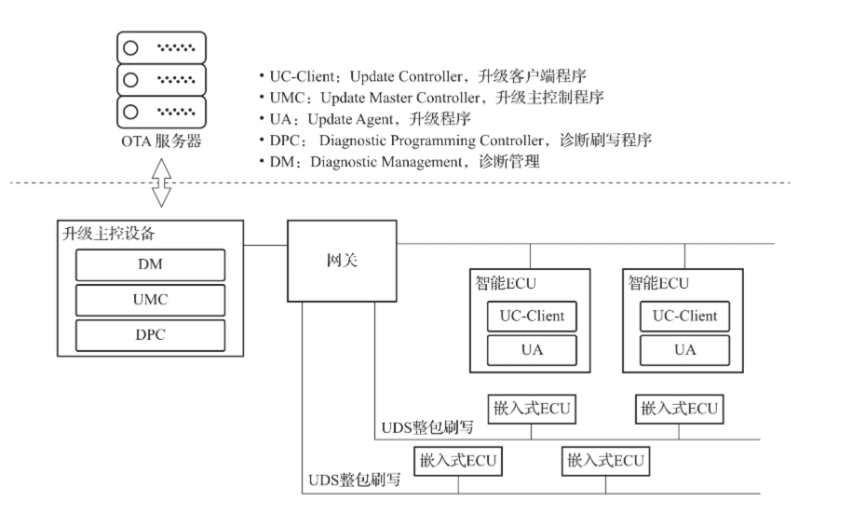 • UC-Client：Update Controller，升级客户端程序
• UMC：Update Master Controller，升级主控制程序
• UA：Update Agent，升级程序
• DPC： Diagnostic Programming Controller，诊断刷写程序
• DM：Diagnostic Management，诊断管理
OTA 服务器
升级主控设备
DM
UMC
DPC
网关
智能ECU
UC-Client
UA
智能ECU
UC-Client
UA
嵌入式ECU
嵌入式ECU
UDS整包刷写
嵌入式ECU
嵌入式ECU
UDS整包刷写